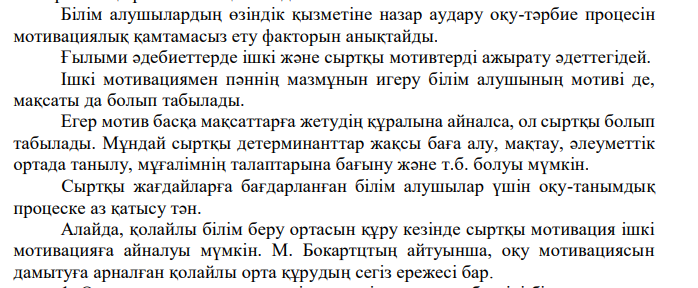 Білім алушылардың өзіндік қызметіне назар аудару оқу-тәрбие процесін
мотивациялық қамтамасыз ету факторын анықтайды.
Ғылыми әдебиеттерде ішкі және сыртқы мотивтерді ажырату әдеттегідей.
Ішкі мотивациямен пәннің мазмұнын игеру білім алушының мотиві де,
мақсаты да болып табылады.
Егер мотив басқа мақсаттарға жетудің құралына айналса, ол сыртқы болып
табылады. Мұндай сыртқы детерминанттар жақсы баға алу, мақтау, әлеуметтік
ортада танылу, мұғалімнің талаптарына бағыну және т.б. болуы мүмкін.
Сыртқы жағдайларға бағдарланған білім алушылар үшін оқу-танымдық
процеске аз қатысу тән.
Алайда, қолайлы білім беру ортасын құру кезінде сыртқы мотивация ішкі
мотивацияға айналуы мүмкін. М. Бокартцтың айтуынша, оқу мотивациясын
дамытуға арналған қолайлы орта құрудың сегіз ережесі бар.